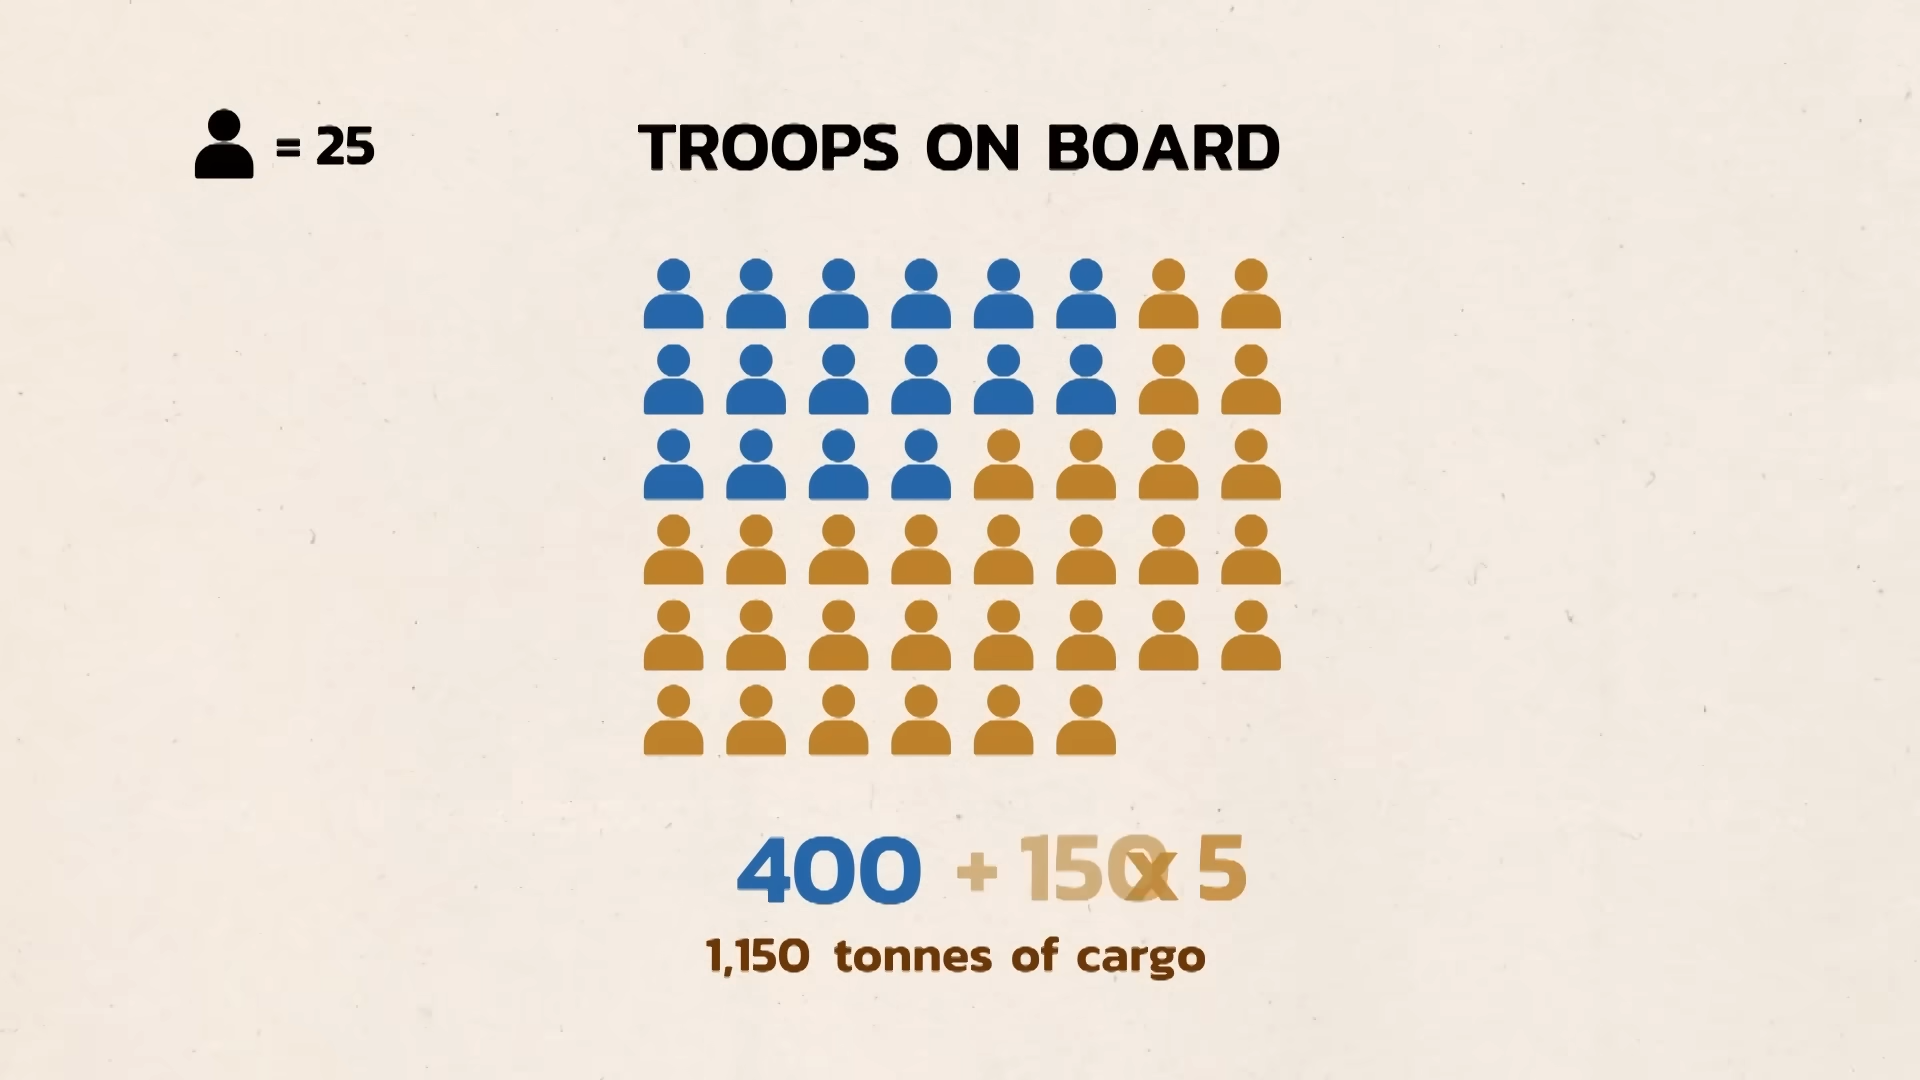 = 25
TROOPS ON BOARD
400 + 150 x 5
1,150 tonnes of cargo